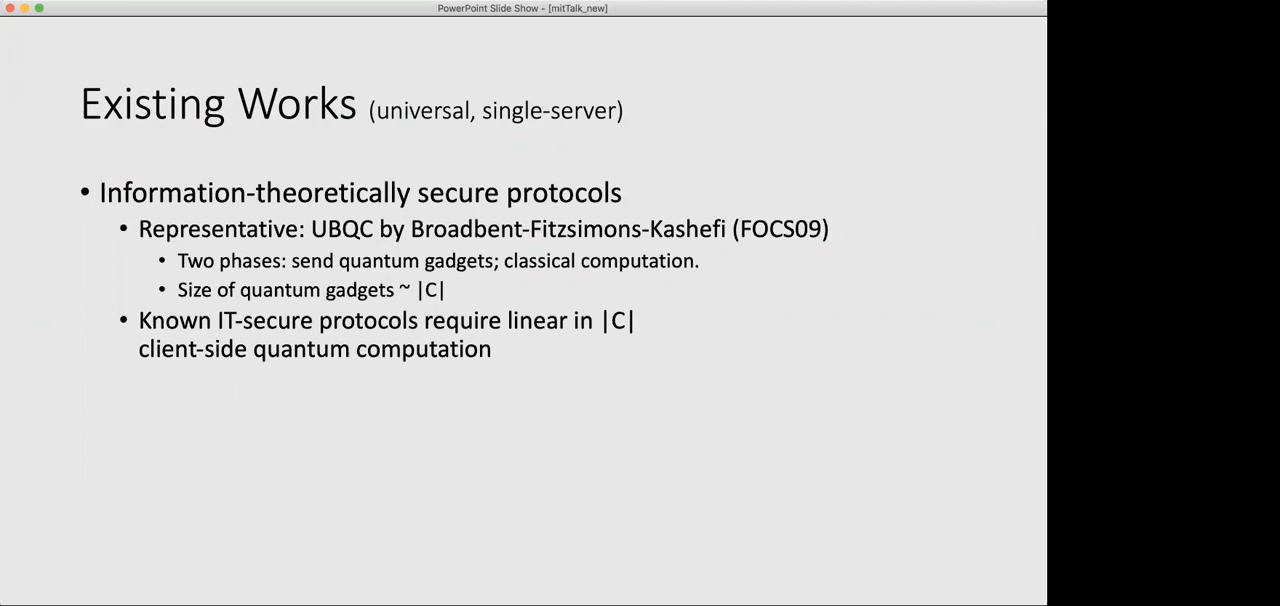 PowerPoint Slide Show - [mitTalk_new]
Existing Works (universal, single-server)
• Information-theoretically secure protocols
• Representative: UBQC by Broadbent-Fitzsimons-Kashefi (FOCS09)
• Two phases: send quantum gadgets; classical computation.
• Size of quantum gadgets ~ |C|
• Known IT-secure protocols require linear in |C|
client-side quantum computation